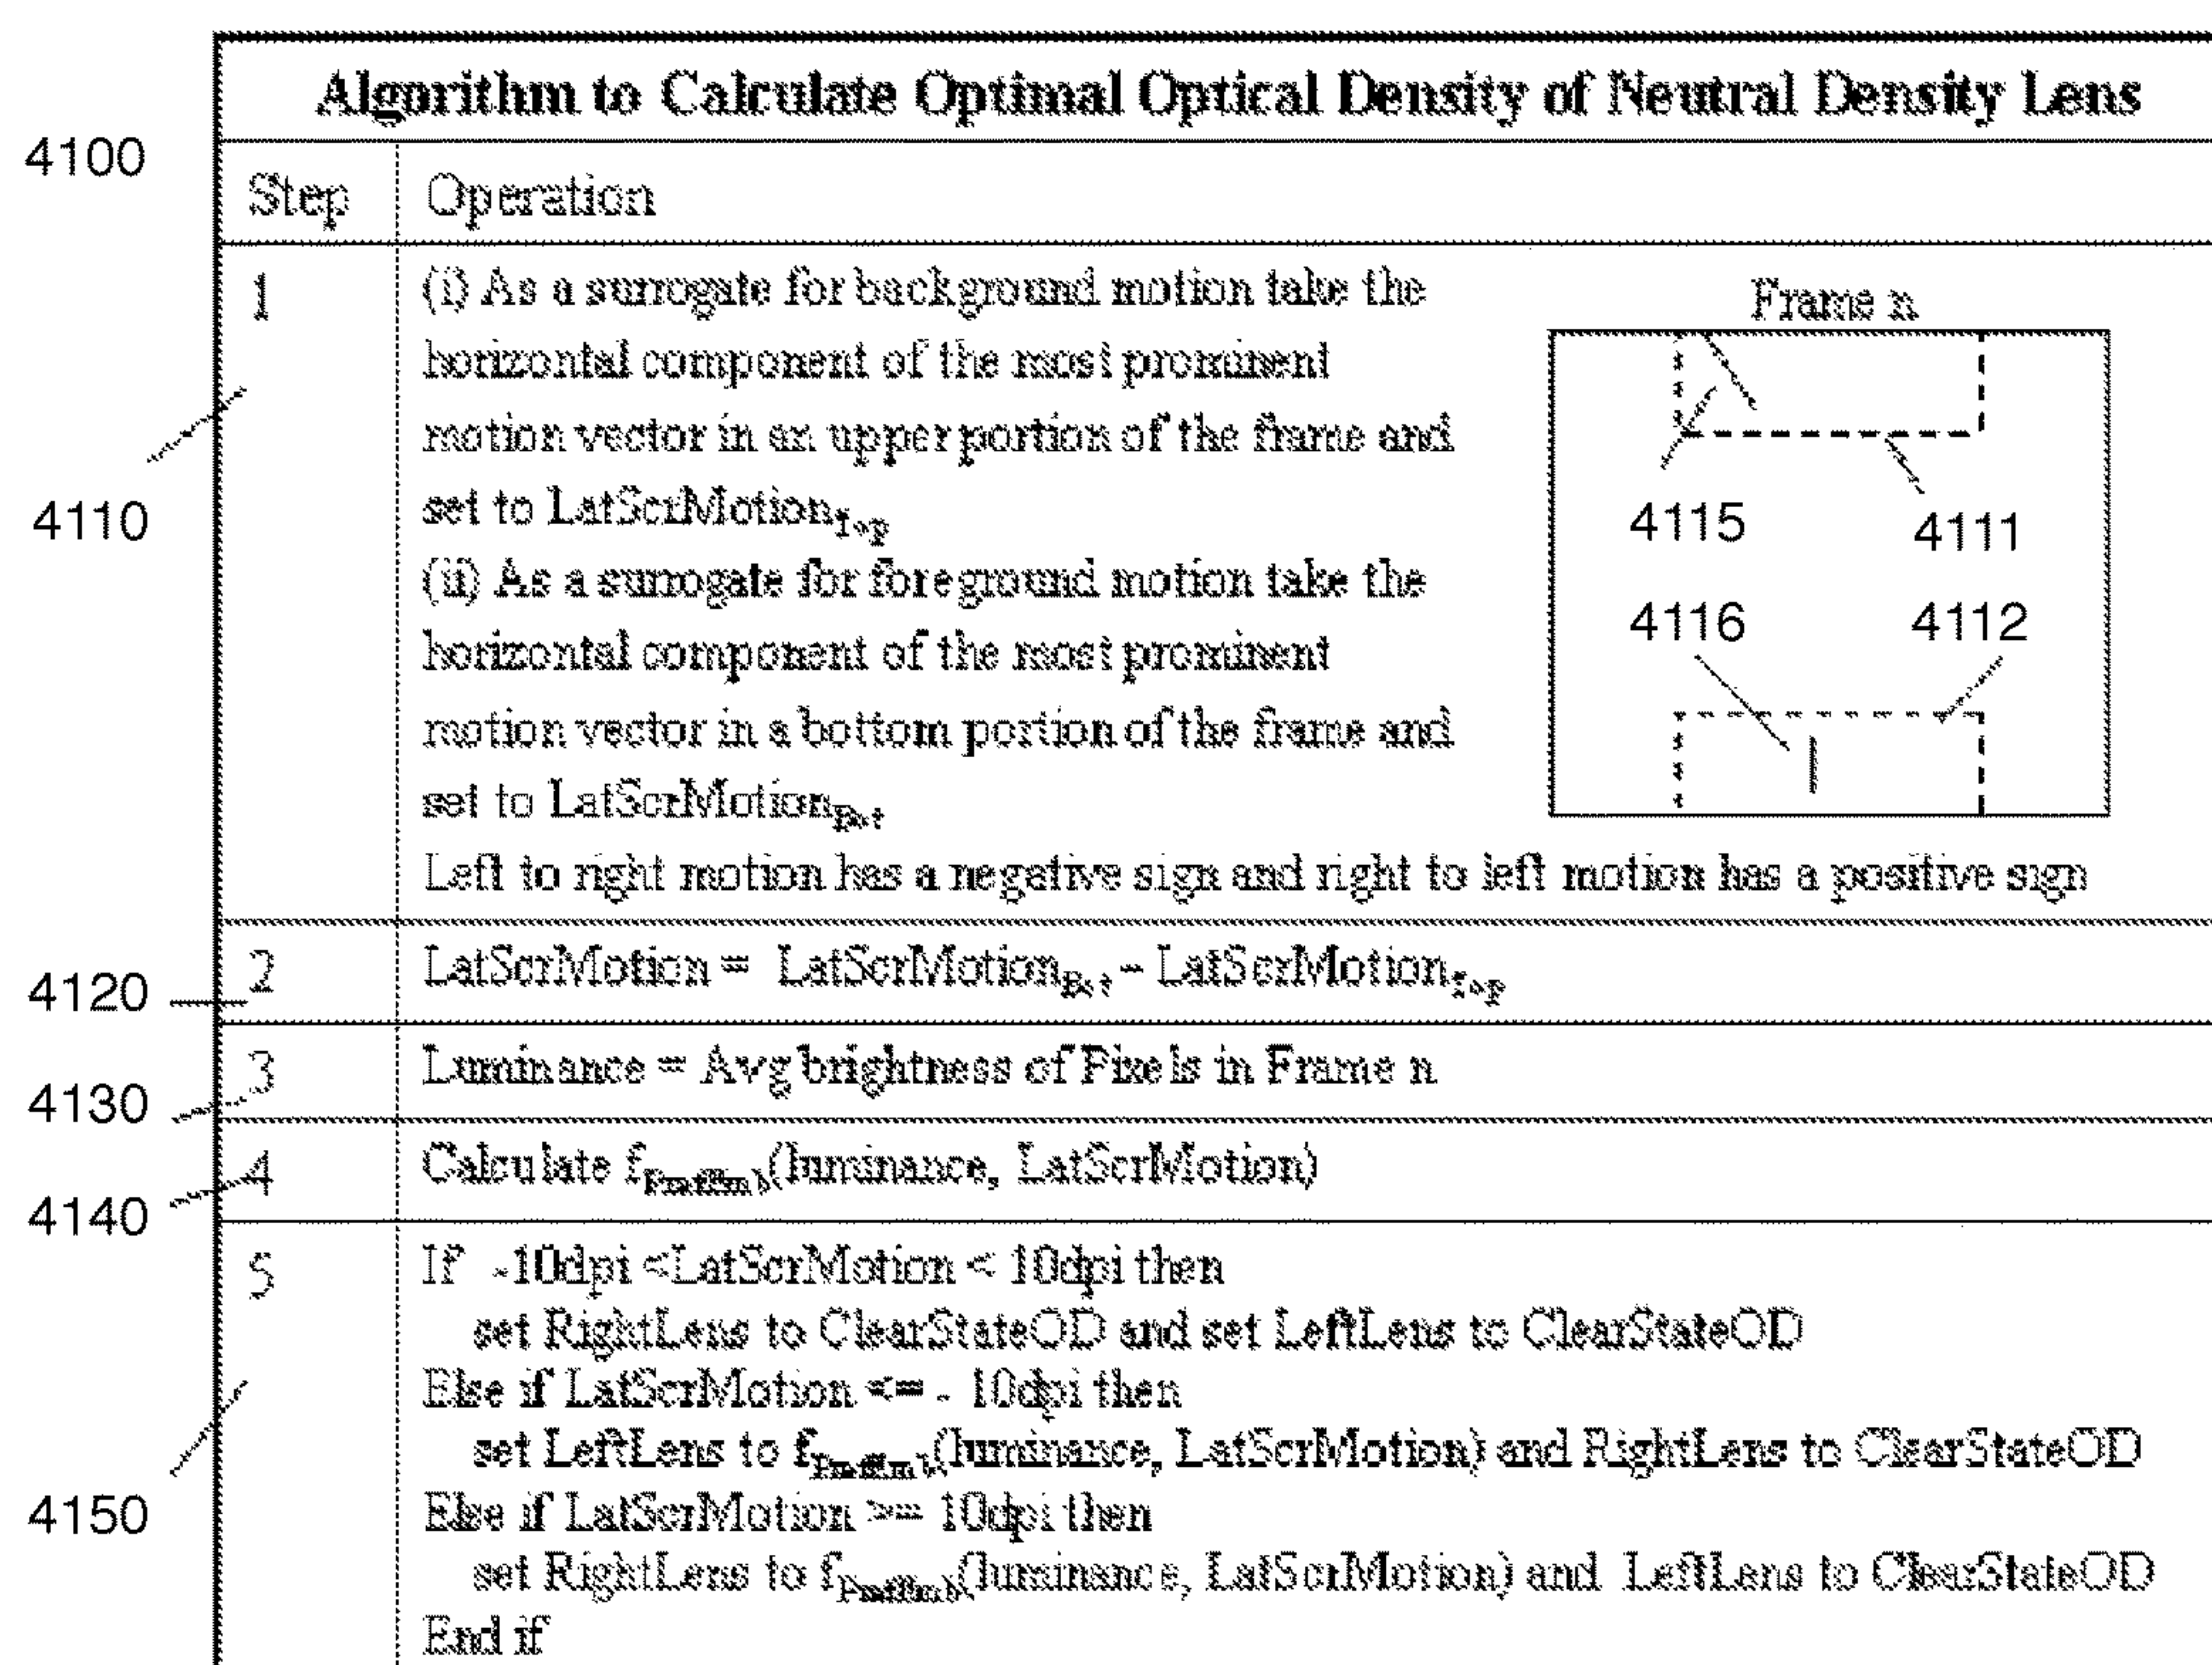 Algorithm to Calculate Optimal Optical Density of Neutral Density Lens
4100
Step Operation
1 (i) As a surrogate for background motion take the
horizontal component of the most prominent
motion vector in an upper portion of the frame and
set to LatScrMotionTop
(ii) As a surrogate for foreground motion take the
horizontal component of the most prominent
motion vector in a bottom portion of the frame and
set to LatScrMotionBot
Frame n
4115 4111
4116 4112
4110
Left to right motion has a negative sign and right to left motion has a positive sign
4120 2 LatScrMotion = LatScrMotionBot - LatScrMotionTop
4130 3 Luminance = Avg brightness of Pixels in Frame n
4140 4 Calculate f (luminance, LatScrMotion)
4150 5 If -10dpi <LatScrMotion < 10dpi then
set RightLens to ClearStateOD and set LeftLens to ClearStateOD
Else if LatScrMotion <= - 10dpi then
set LeftLens to f (luminance, LatScrMotion) and RightLens to ClearStateOD
Else if LatScrMotion >= 10dpi then
set RightLens to f (luminance, LatScrMotion) and LeftLens to ClearStateOD
End if